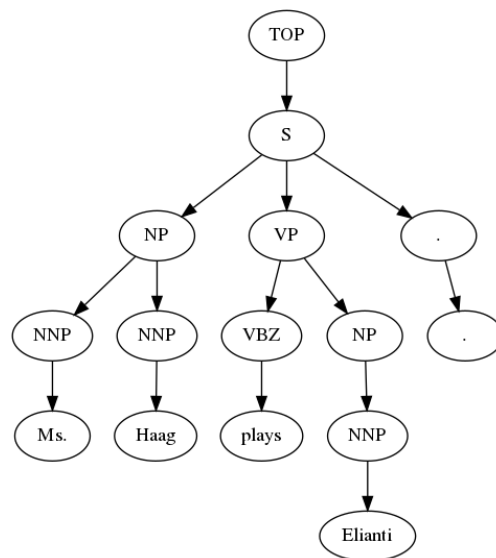 TOP
S
NP VP .
NNP NNP VBZ NP .
Ms. Haag plays NNP
Elianti